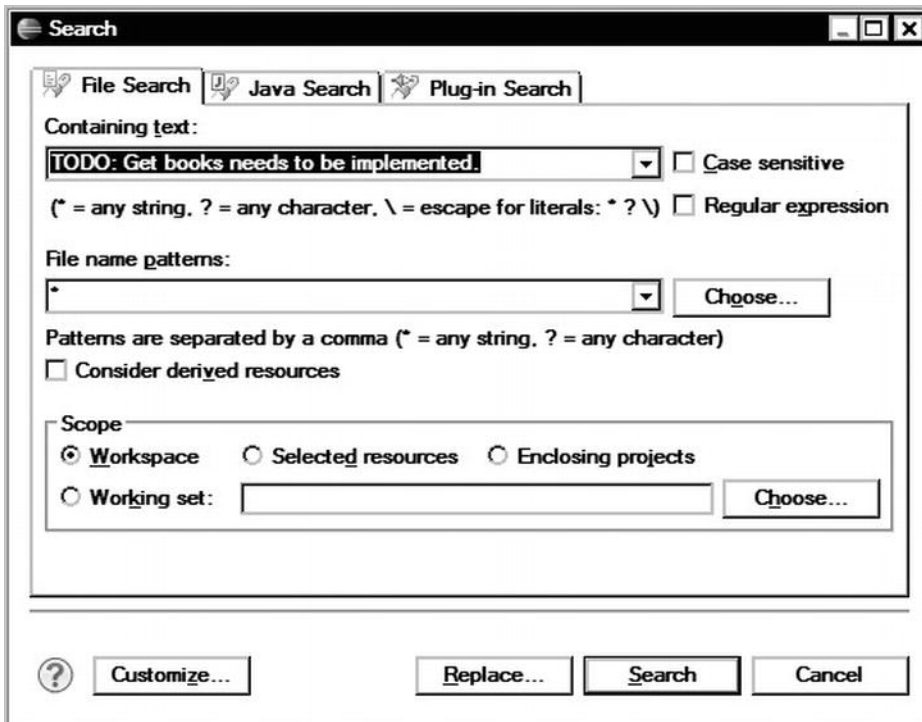 Search
File Search Java Search Plug-in Search
Containing text:
TODO: Get books needs to be implemented. Case sensitive
(* = any string, ? = any character, \ = escape for literals: * ? \) Regular expression
File name patterns:
* Choose...
Patterns are separated by a comma (* = any string, ? = any character)
Consider derived resources
Scope
Workspace Selected resources Enclosing projects
Working set: Choose...
? Customize... Replace... Search Cancel